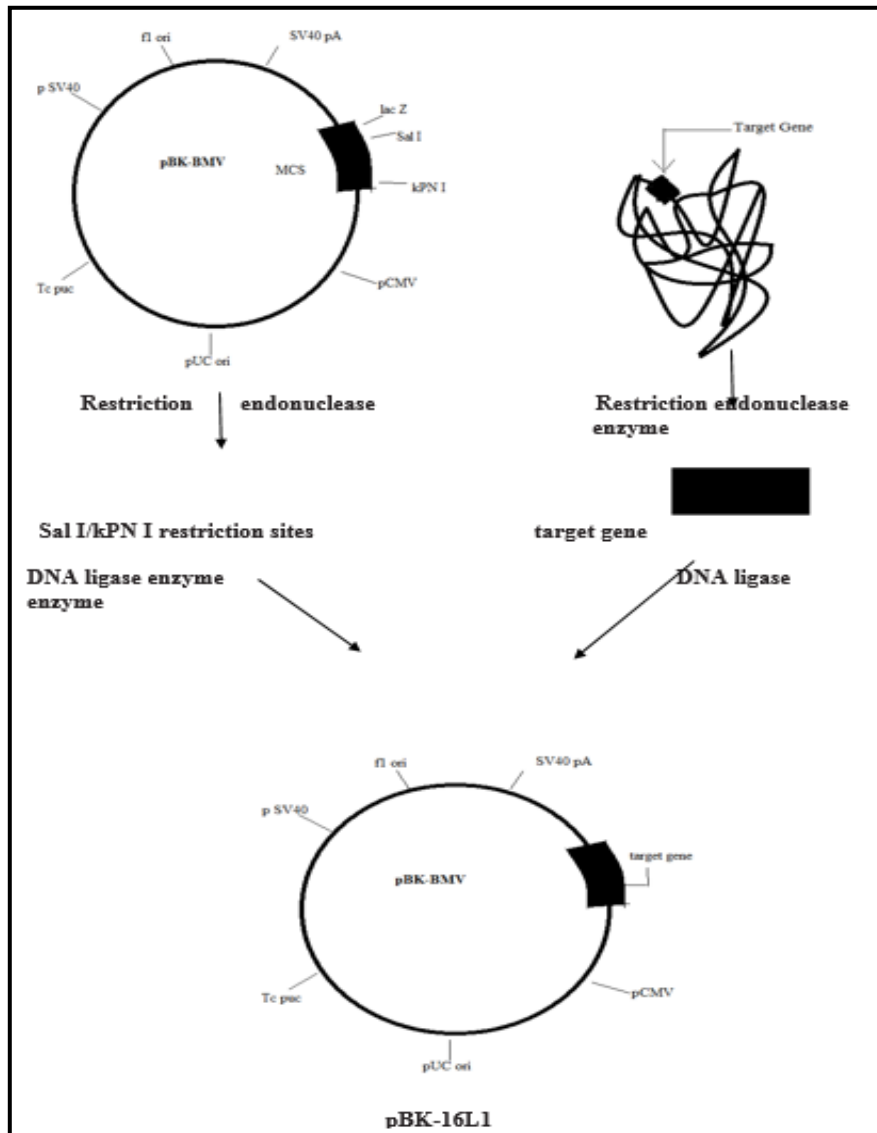 f1 ori
SV40 pA
p SV40
lac Z
Sal I
pBK-BMV
MCS
kPN I
Tc puc
pCMV
pUC ori
Target Gene
Restriction endonuclease
Restriction endonuclease
enzyme
Sal I/kPN I restriction sites
target gene
DNA ligase enzyme
enzyme
DNA ligase
f1 ori
SV40 pA
p SV40
target gene
pBK-BMV
Tc puc
pCMV
pUC ori
pBK-16L1